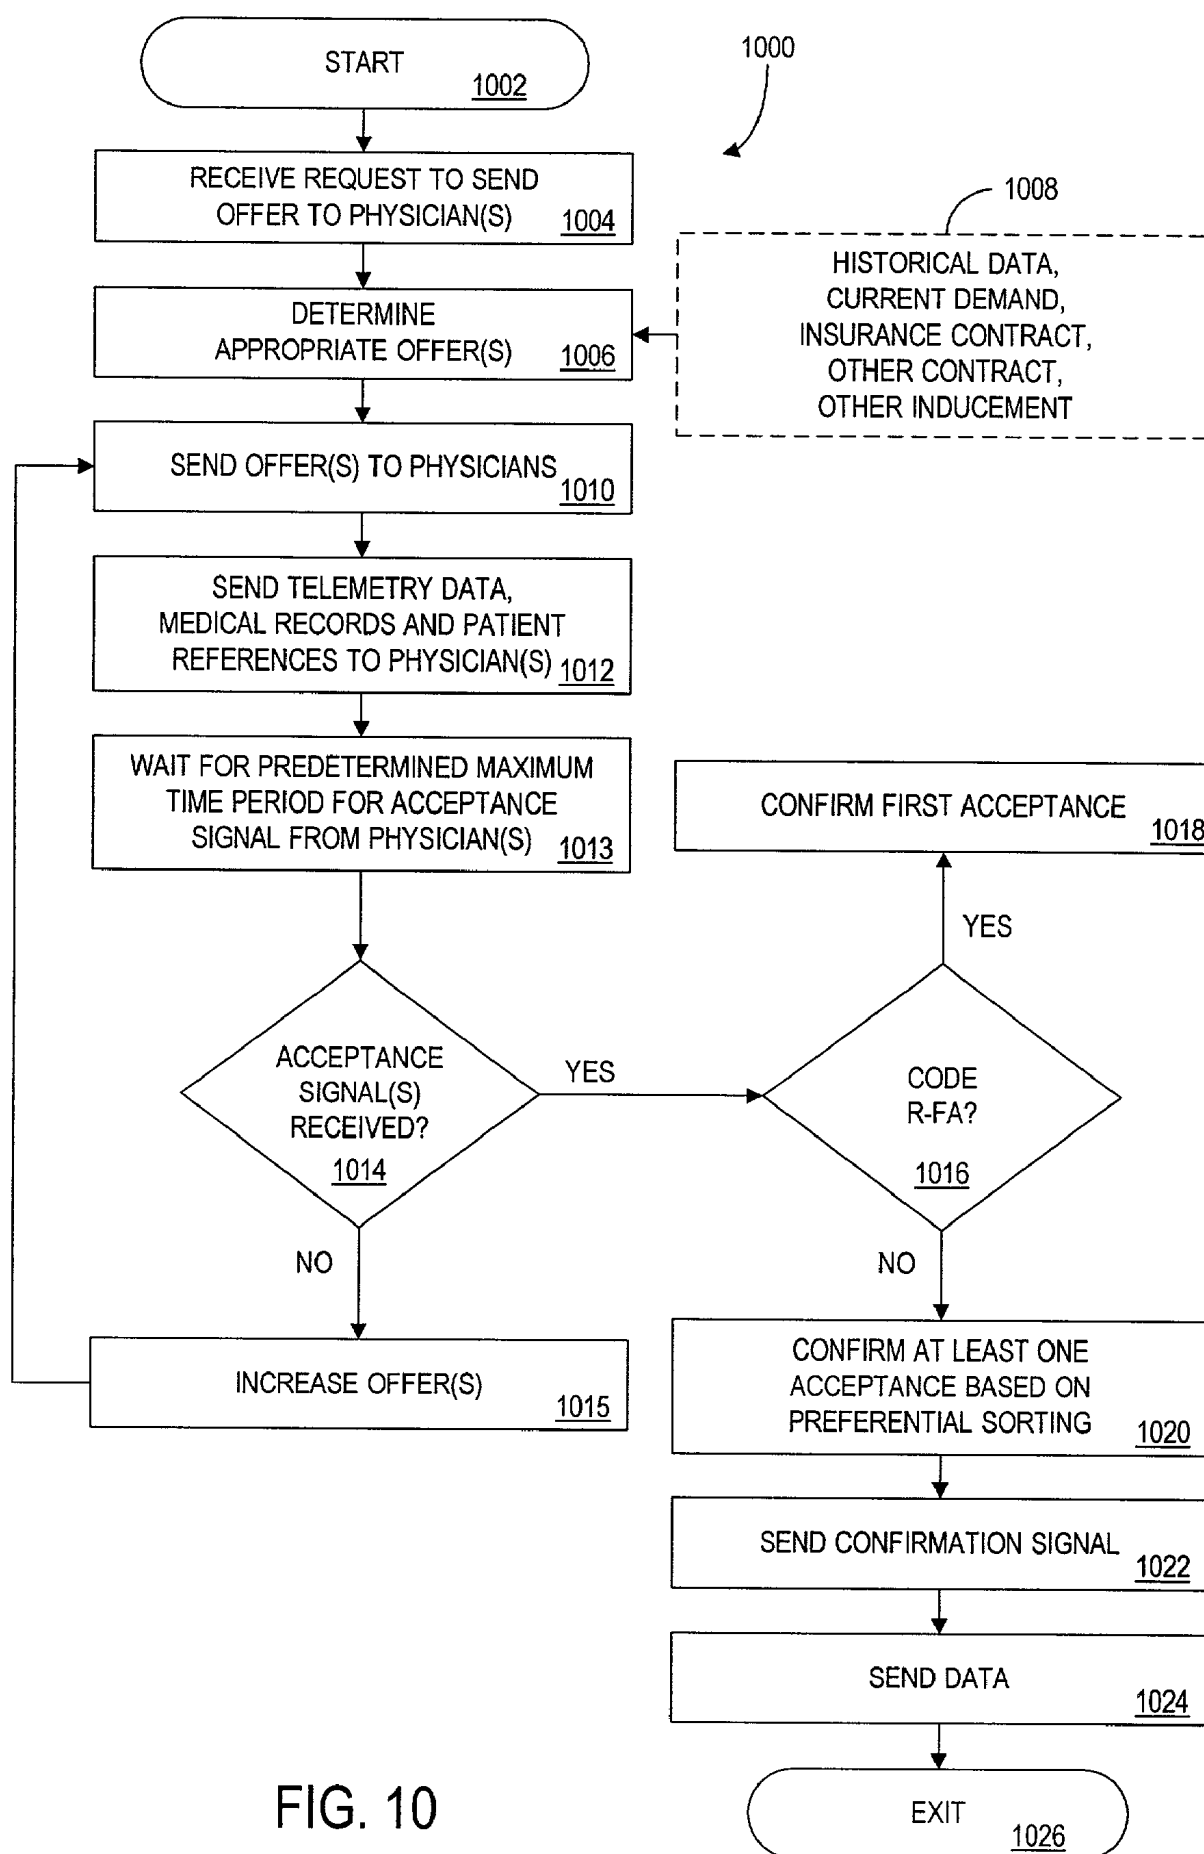 START
1002
1000
RECEIVE REQUEST TO SEND
OFFER TO PHYSICIAN(S)
1004
1008
HISTORICAL DATA,
CURRENT DEMAND,
INSURANCE CONTRACT,
OTHER CONTRACT,
OTHER INDUCEMENT
DETERMINE
APPROPRIATE OFFER(S)
1006
SEND OFFER(S) TO PHYSICIANS
1010
SEND TELEMETRY DATA,
MEDICAL RECORDS AND PATIENT
REFERENCES TO PHYSICIAN(S)
1012
WAIT FOR PREDETERMINED MAXIMUM
TIME PERIOD FOR ACCEPTANCE
SIGNAL FROM PHYSICIAN(S)
1013
CONFIRM FIRST ACCEPTANCE
1018
YES
ACCEPTANCE
SIGNAL(S)
RECEIVED?
1014
YES
CODE
R-FA?
1016
NO
NO
INCREASE OFFER(S)
1015
CONFIRM AT LEAST ONE
ACCEPTANCE BASED ON
PREFERENTIAL SORTING
1020
SEND CONFIRMATION SIGNAL
1022
SEND DATA
1024
EXIT
1026
FIG. 10